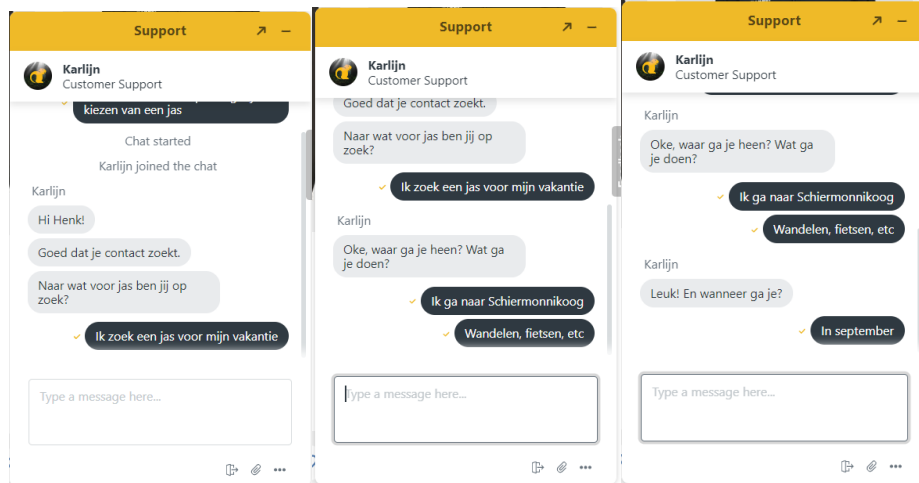 Support
Karlijn
Customer Support
kiezen van een jas
Chat started
Karlijn joined the chat
Karlijn
Hi Henk!
Goed dat je contact zoekt.
Naar wat voor jas ben jij op
zoek?
Ik zoek een jas voor mijn vakantie
Type a message here...
Support
Karlijn
Customer Support
Goed dat je contact zoekt.
Naar wat voor jas ben jij op
zoek?
Ik zoek een jas voor mijn vakantie
Karlijn
Oke, waar ga je heen? Wat ga
je doen?
Ik ga naar Schiermonnikoog
Wandelen, fietsen, etc
Type a message here...
Support
Karlijn
Customer Support
Karlijn
Oke, waar ga je heen? Wat ga
je doen?
Ik ga naar Schiermonnikoog
Wandelen, fietsen, etc
Karlijn
Leuk! En wanneer ga je?
In september
Type a message here...